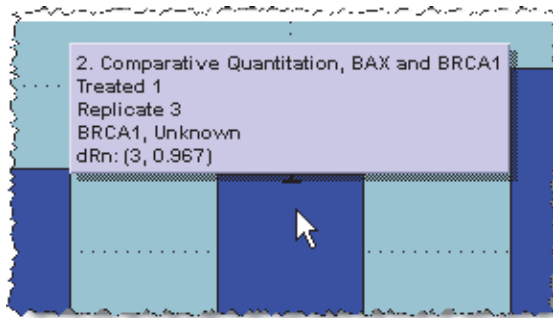 2. Comparative Quantitation, BAX and BRCA1
Treated 1
Replicate 3
BRCA1, Unknown
dRn: (3, 0.967)